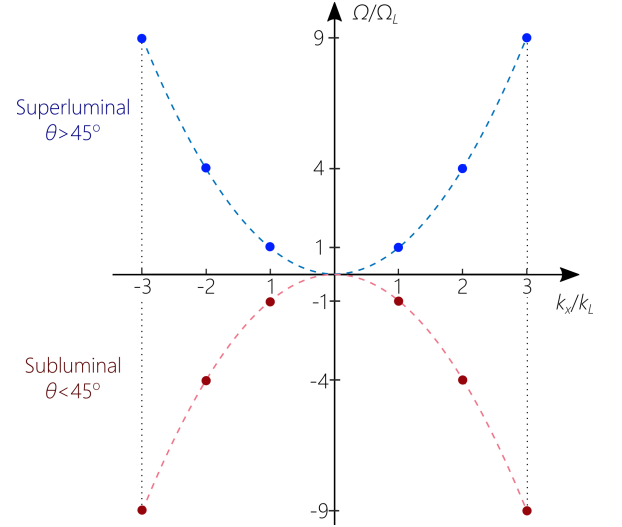 Ω/Ω_L
9
Superluminal
θ>45°
4
1
-3 -2 1 1 2 3
-1
k_x/k_L
Subluminal
θ<45°
-4
-9